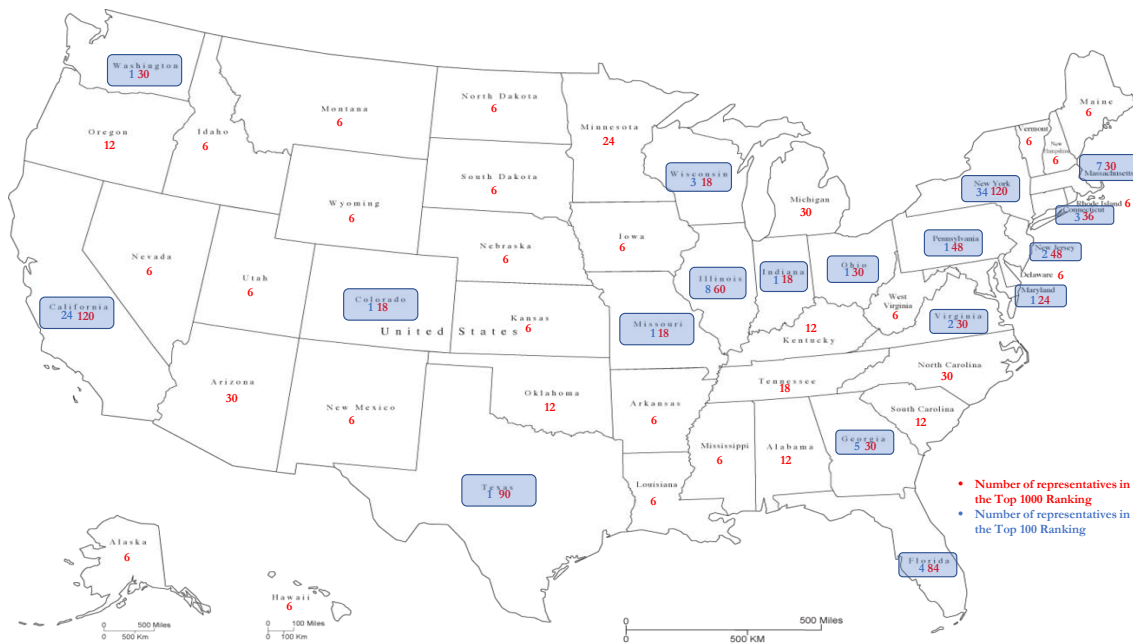 Washington
1 30
Oregon
12
Idaho
6
Montana
6
North Dakota
6
Minnesota
24
Maine
6
Vermont
6
New
Hampshire
6
7 30
Massachusetts
New York
34 120
Rhode Island 6
Connecticut
3 36
South Dakota
6
Wisconsin
3 18
Michigan
30
Wyoming
6
Iowa
6
Nebraska
6
Nevada
6
Utah
6
Pennsylvania
1 48
New Jersey
2 48
Delaware 6
Maryland
1 24
California
24 120
Colorado
1 18
United States
Kansas
6
Illinois
8 60
Indiana
1 18
Ohio
1 30
West
Virginia
6
Virginia
2 30
Missouri
1 18
12
Kentucky
Arizona
30
New Mexico
6
Oklahoma
12
Arkansas
6
Tennessee
18
North Carolina
30
South Carolina
12
Mississippi
6
Alabama
12
Georgia
5 30
Texas
1 90
Louisiana
6
Florida
4 84
• Number of representatives in
the Top 1000 Ranking
• Number of representatives in
the Top 100 Ranking
Alaska
6
Hawaii
6
0 500 Miles
0 500 Km
0 100 Miles
0 100 Km
0 500 Miles
0 500 KM